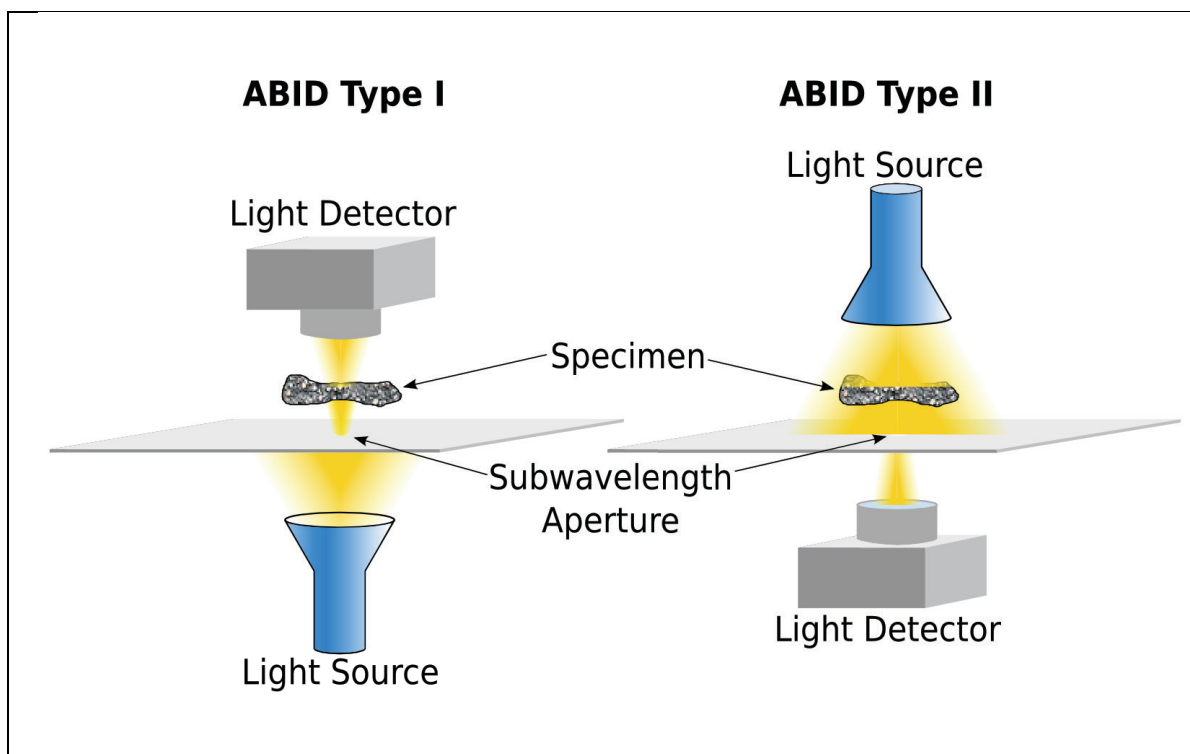 ABID Type I
Light Detector
Light Source
ABID Type II
Light Source
Specimen
Subwavelength
Aperture
Light Detector